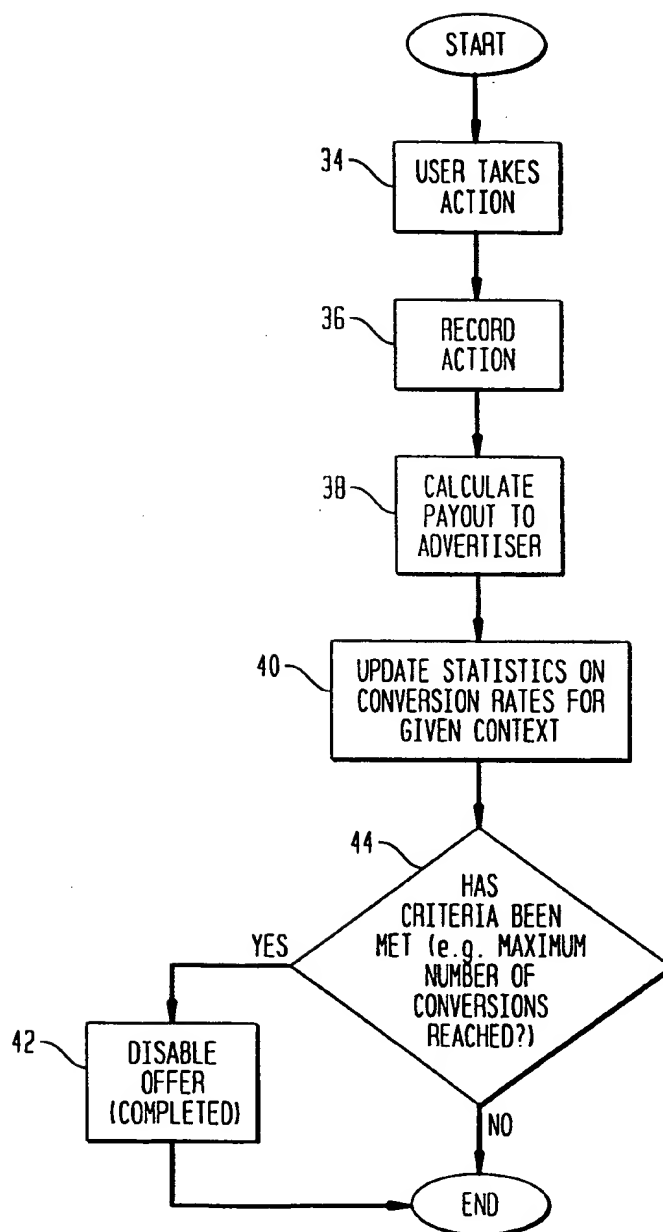 START
34
USER TAKES
ACTION
36
RECORD
ACTION
38
CALCULATE
PAYOUT TO
ADVERTISER
40
UPDATE STATISTICS ON
CONVERSION RATES FOR
GIVEN CONTEXT
44
HAS
CRITERIA BEEN
MET (e.g. MAXIMUM
NUMBER OF
CONVERSIONS
REACHED?)
YES
42
DISABLE
OFFER
(COMPLETED)
NO
END